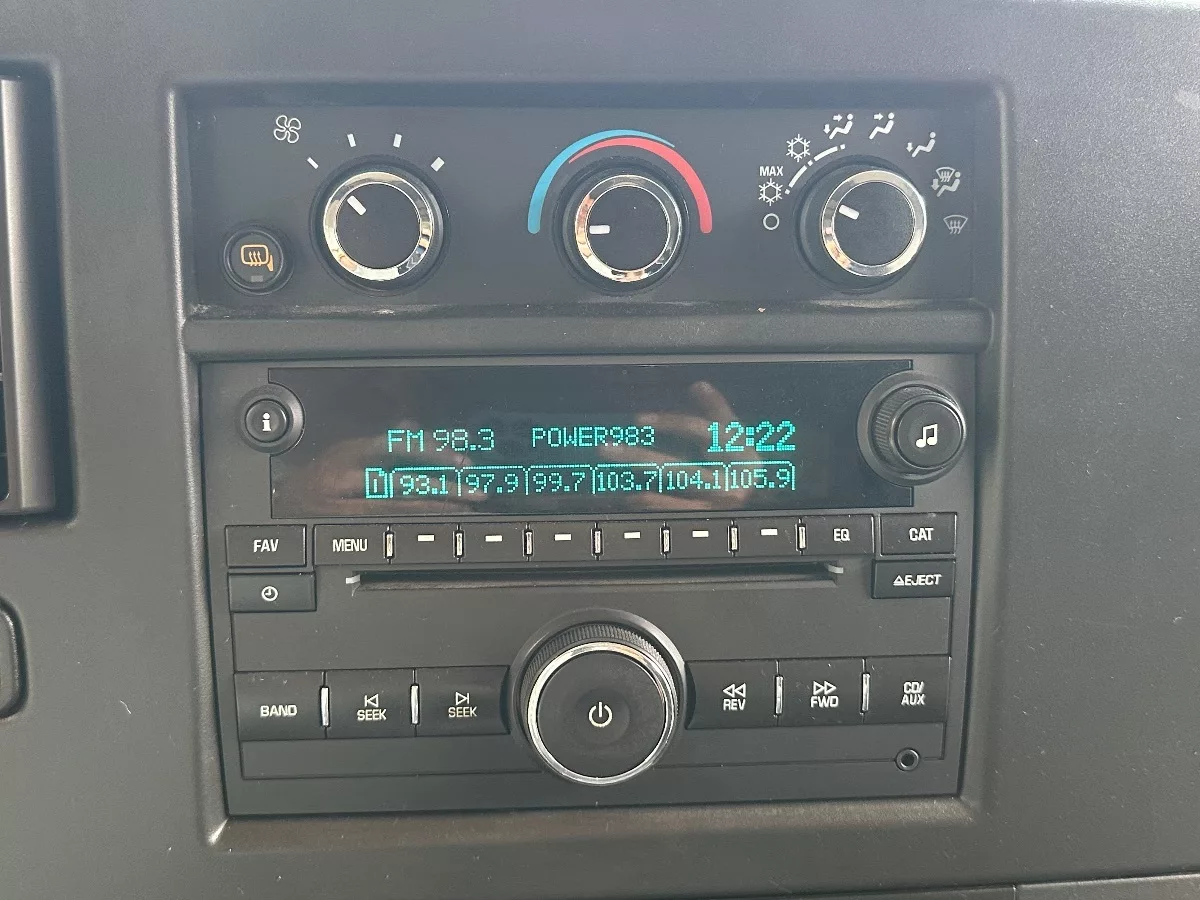 MAX
FM 98.3 POWER983 12:22
1 93.1 97.9 99.7 103.7 104.1 105.9
FAV MENU EQ CAT
EJECT
BAND SEEK SEEK REV FWD CD/
AUX